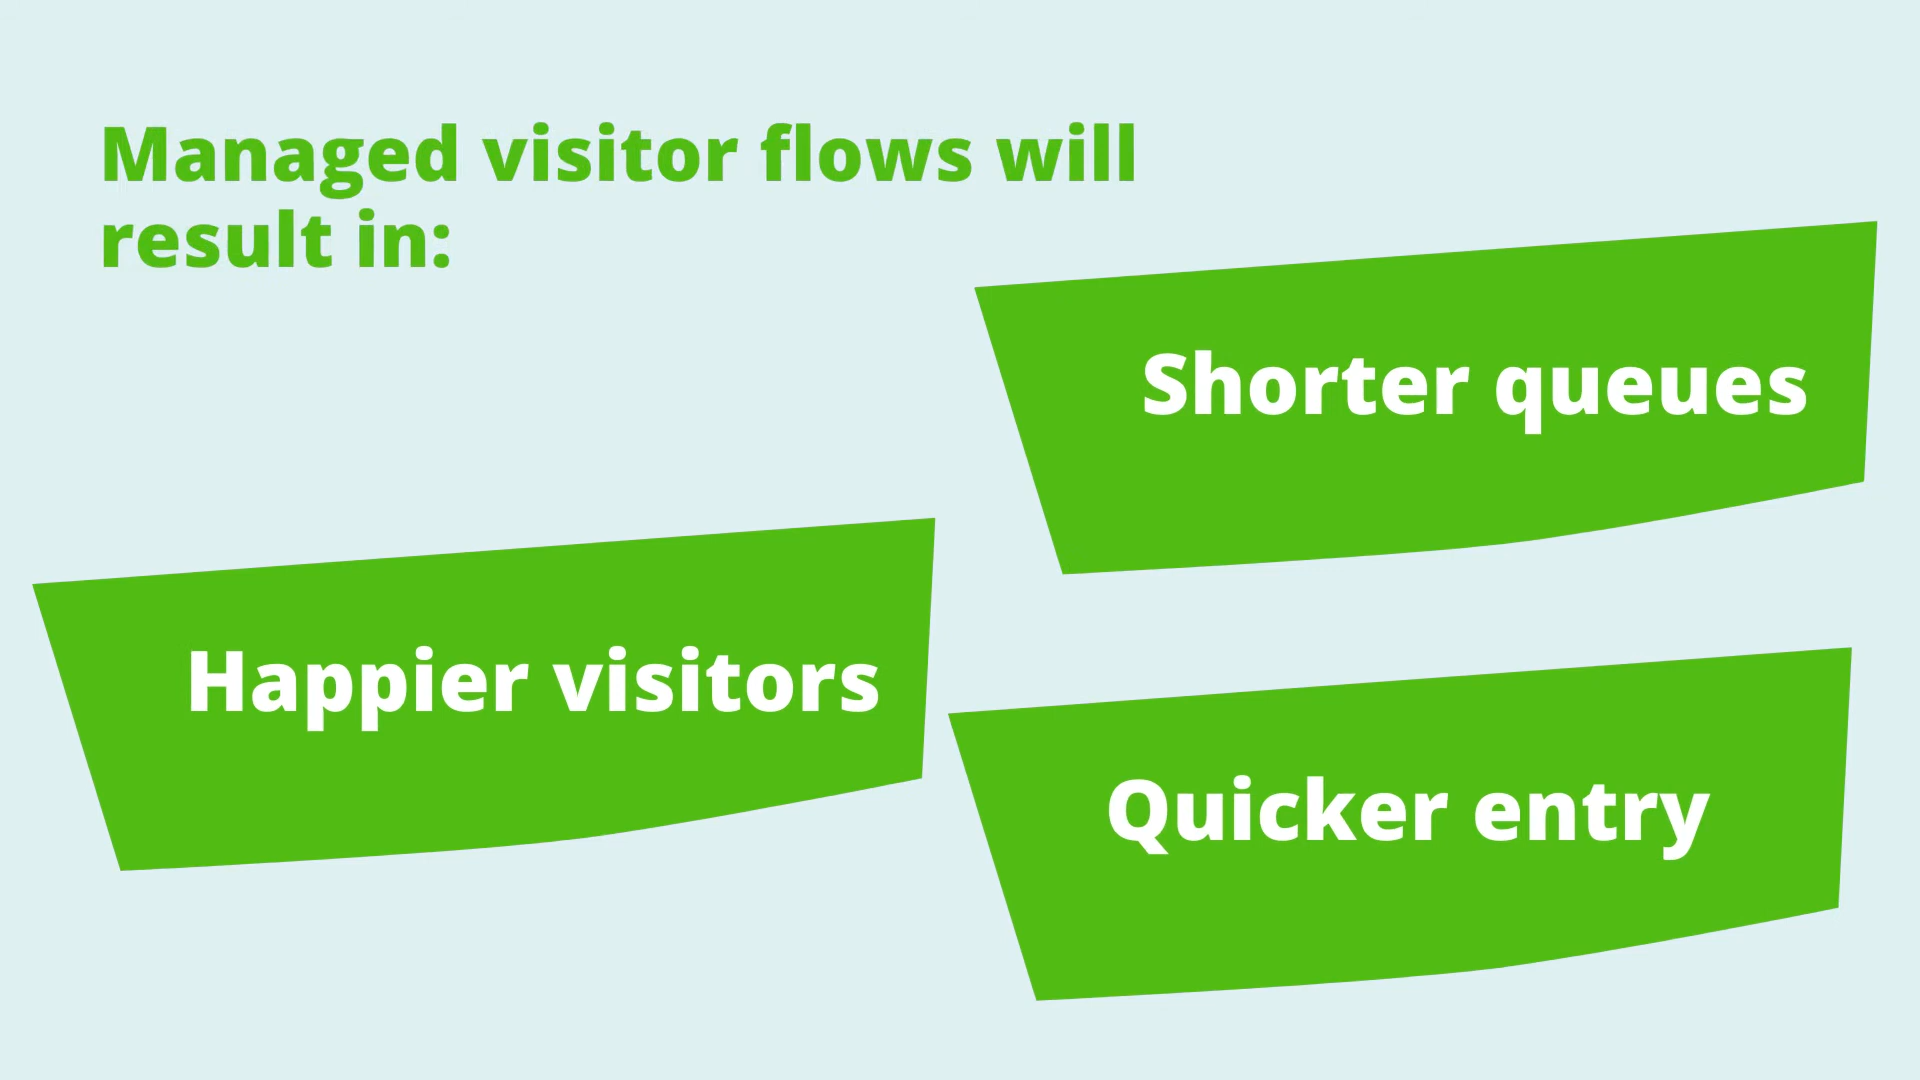 Managed visitor flows will
result in:
Shorter queues
Happier visitors
Quicker entry